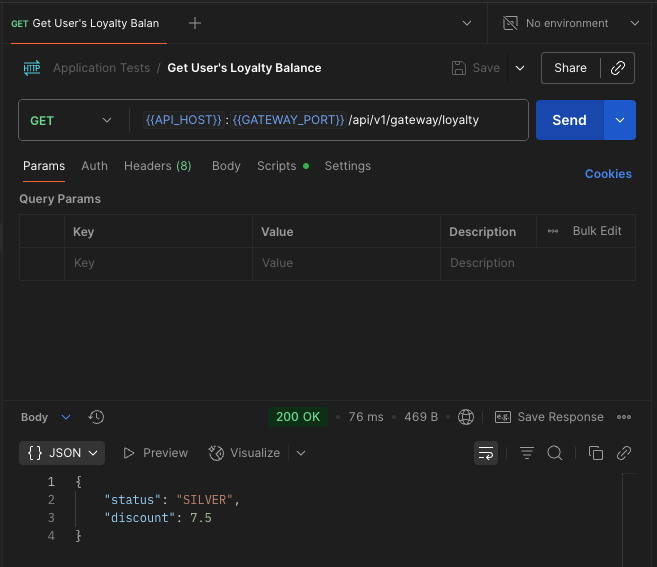 GET Get User's Loyalty Balan
No environment
HTTP Application Tests / Get User's Loyalty Balance Save Share
GET {{API_HOST}} : {{GATEWAY_PORT}} /api/v1/gateway/loyalty Send
Params Auth Headers (8) Body Scripts Settings Cookies
Query Params
Key Value Description Bulk Edit
Key Value Description
Body 200 OK 76 ms 469 B e.g. Save Response
{} JSON Preview Visualize
1 {
2 "status": "SILVER",
3 "discount": 7.5
4 }